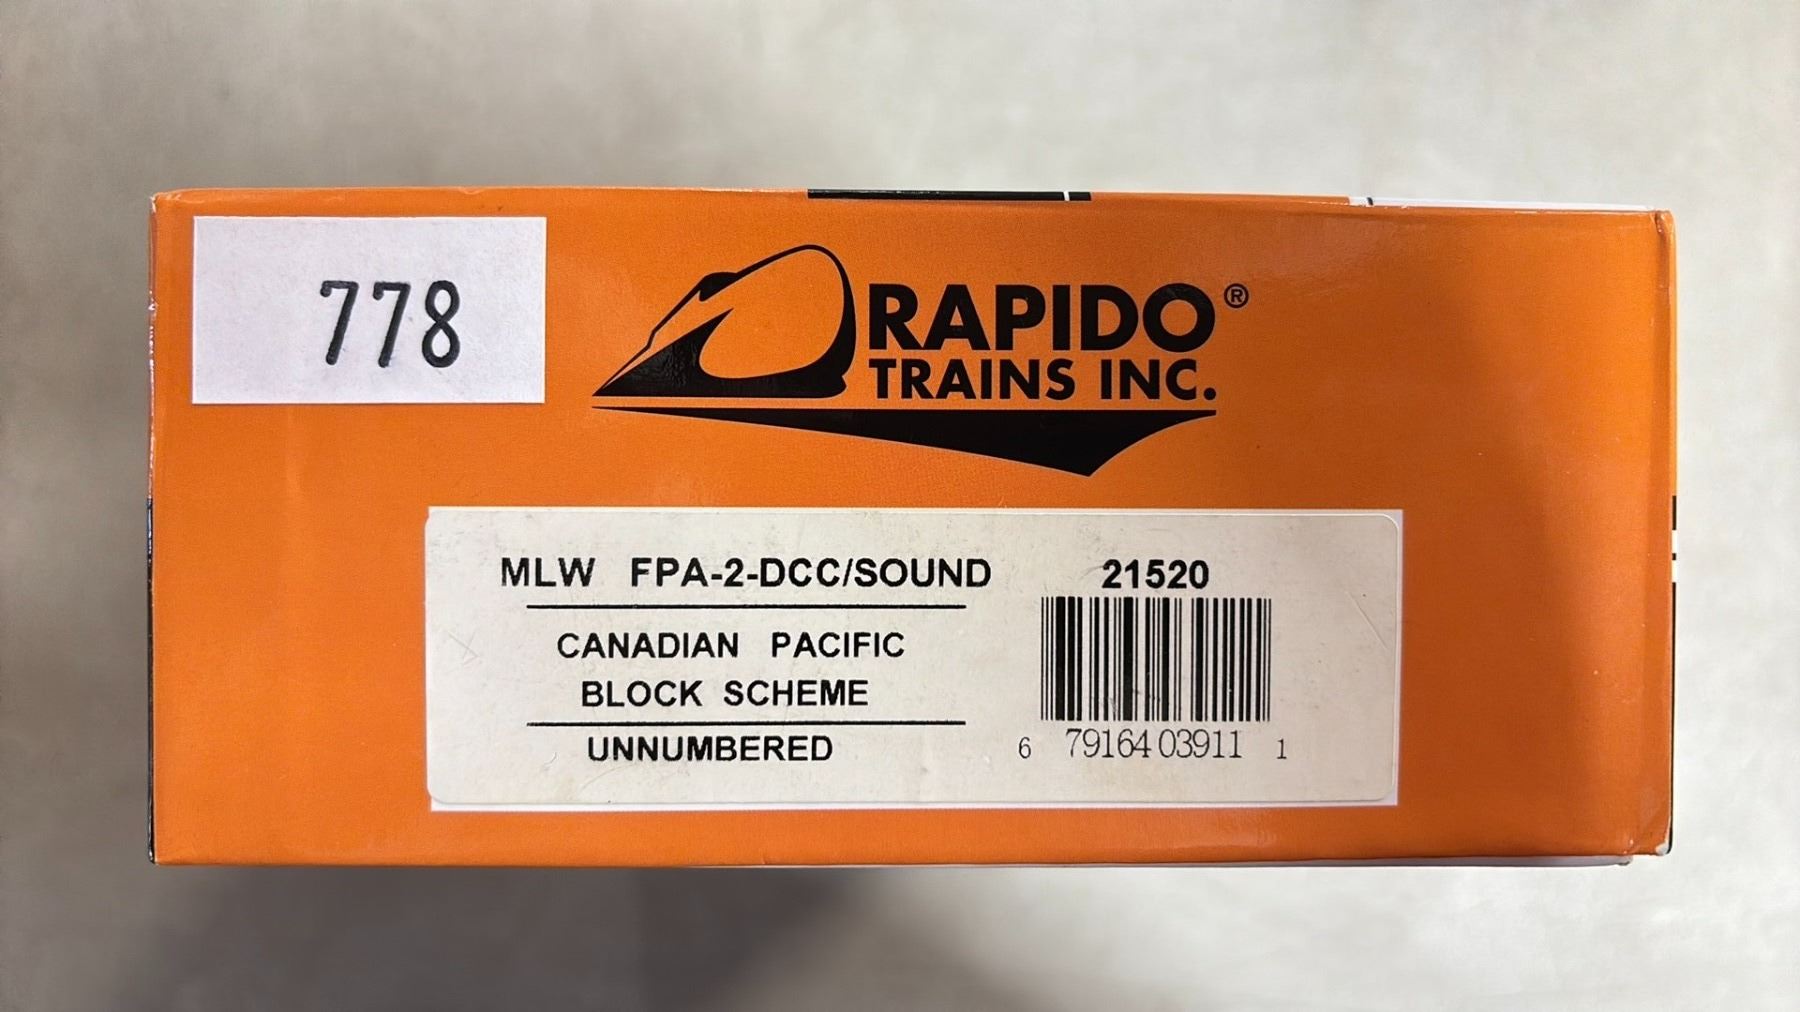 778
RAPIDO®
TRAINS INC.
MLW FPA-2-DCC/SOUND
CANADIAN PACIFIC
BLOCK SCHEME
UNNUMBERED
21520
6 79164 03911 1